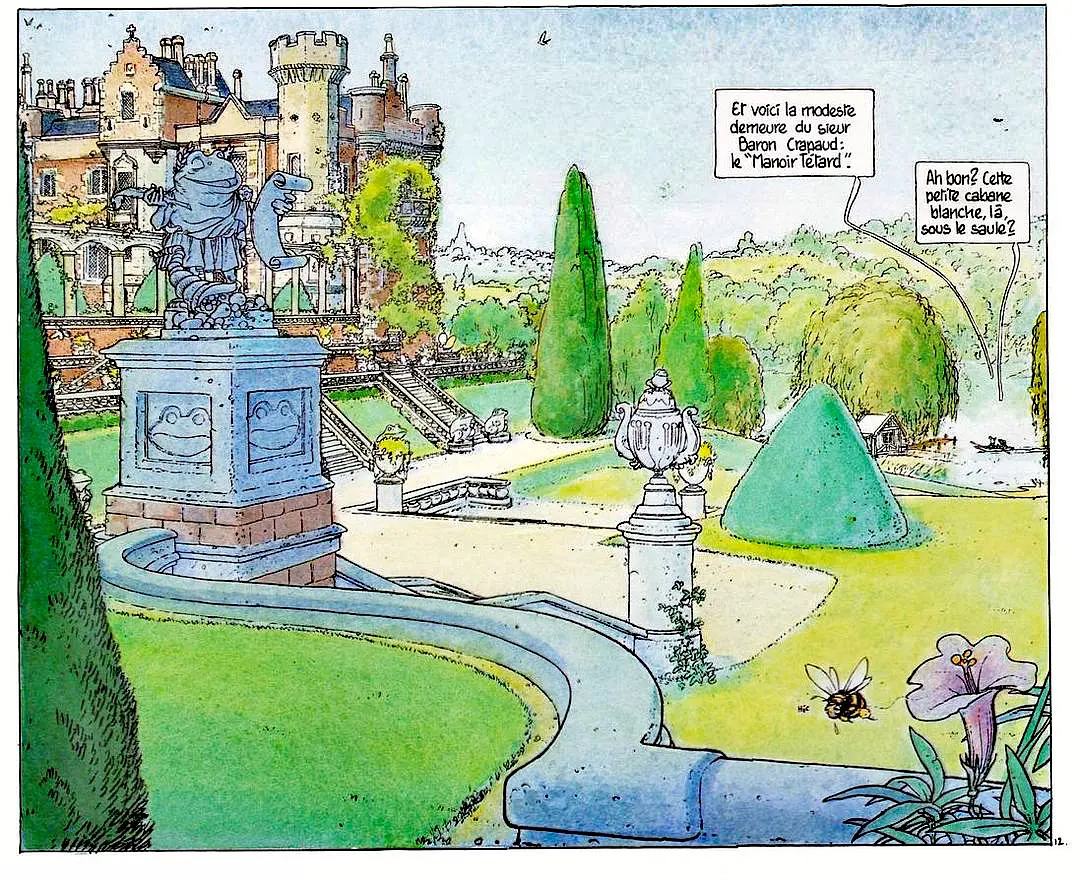 Et voici la modeste
demeure du sieur
Baron Crapaud :
le "Manoir Têtard".
Ah bon ? Cette
petite cabane
blanche, là,
sous le saule ?
Hic
12.